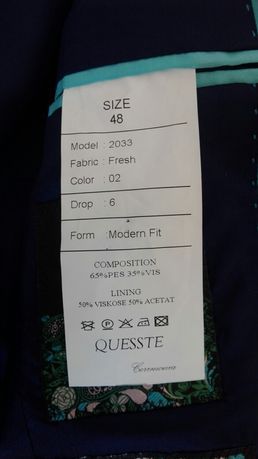 SIZE
48
Model : 2033
Fabric : Fresh
Color : 02
Drop : 6
Form : Modern Fit
COMPOSITION
65%PES 35%VIS
LINING
50% VISKOSE 50% ACETAT
QUESSTE